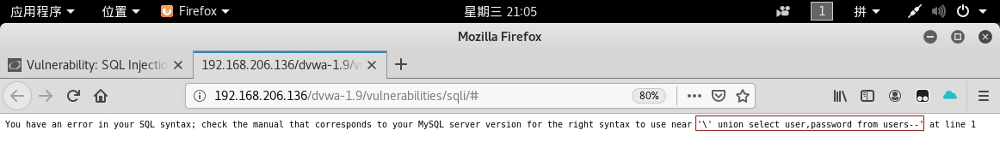 应用程序 位置 Firefox 星期三 21:05 1 拼
Mozilla Firefox
Vulnerability: SQL Injectio 192.168.206.136/dvwa-1.9/v
192.168.206.136/dvwa-1.9/vulnerabilities/sqli/# 80%
You have an error in your SQL syntax; check the manual that corresponds to your MySQL server version for the right syntax to use near '\' union select user,password from users--' at line 1